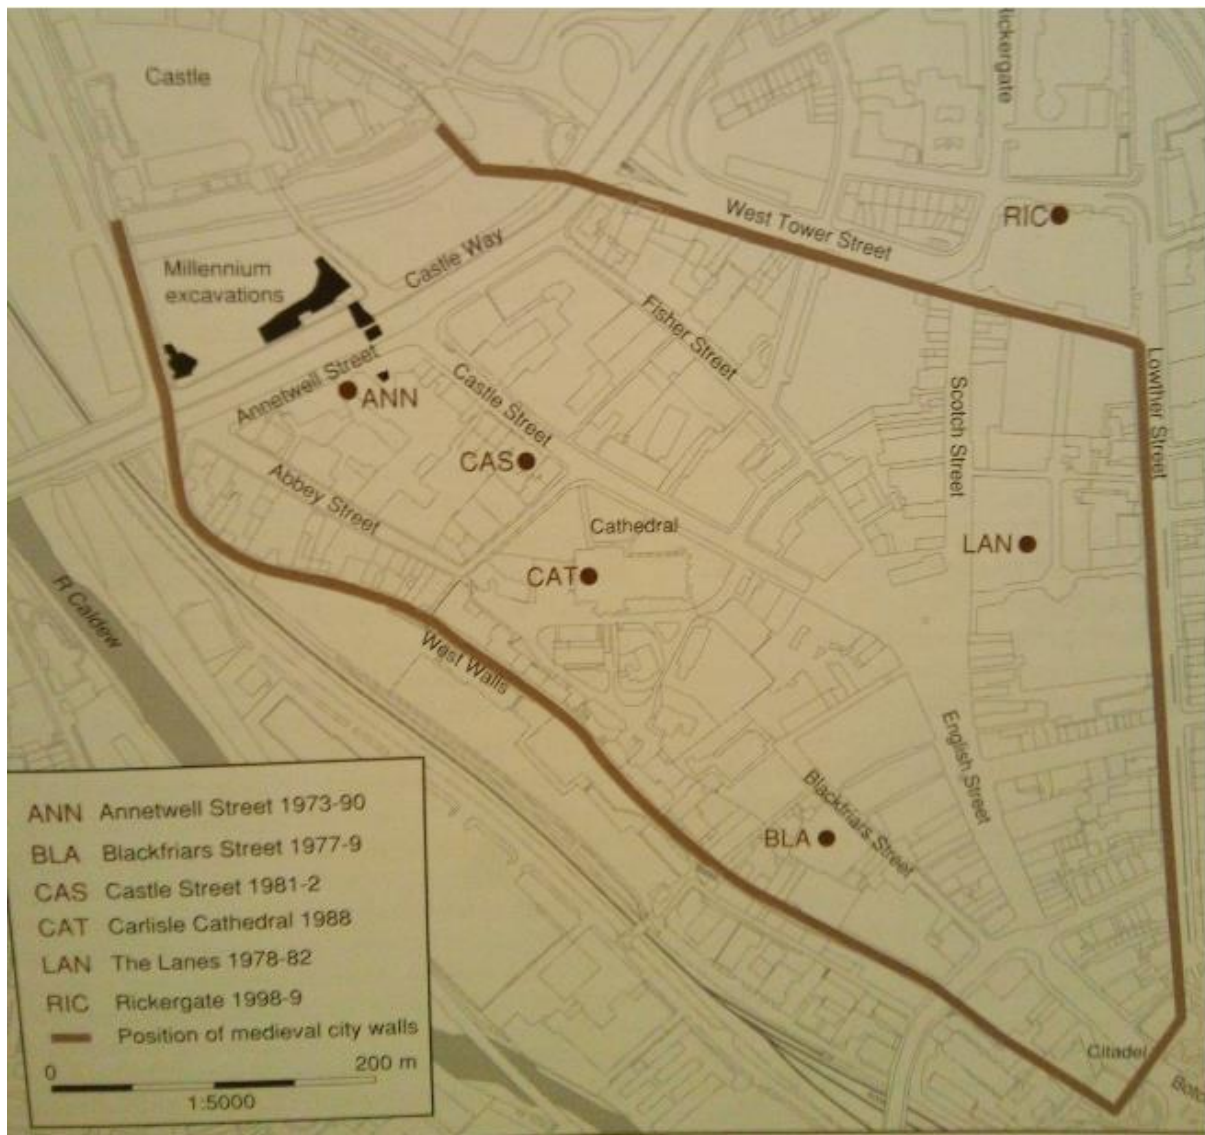 Castle
Rickergate
RIC
West Tower Street
Millennium
excavations
Castle Way
Fisher Street
Annetwell Street
ANN
Castle Street
Scotch Street
Lowther Street
CAS
Abbey Street
Cathedral
LAN
CAT
R Caldew
West Walls
English Street
Blackfriars Street
BLA
Citadel
ANN Annetwell Street 1973-90
BLA Blackfriars Street 1977-9
CAS Castle Street 1981-2
CAT Carlisle Cathedral 1988
LAN The Lanes 1978-82
RIC Rickergate 1998-9
Position of medieval city walls
0 200 m
1:5000